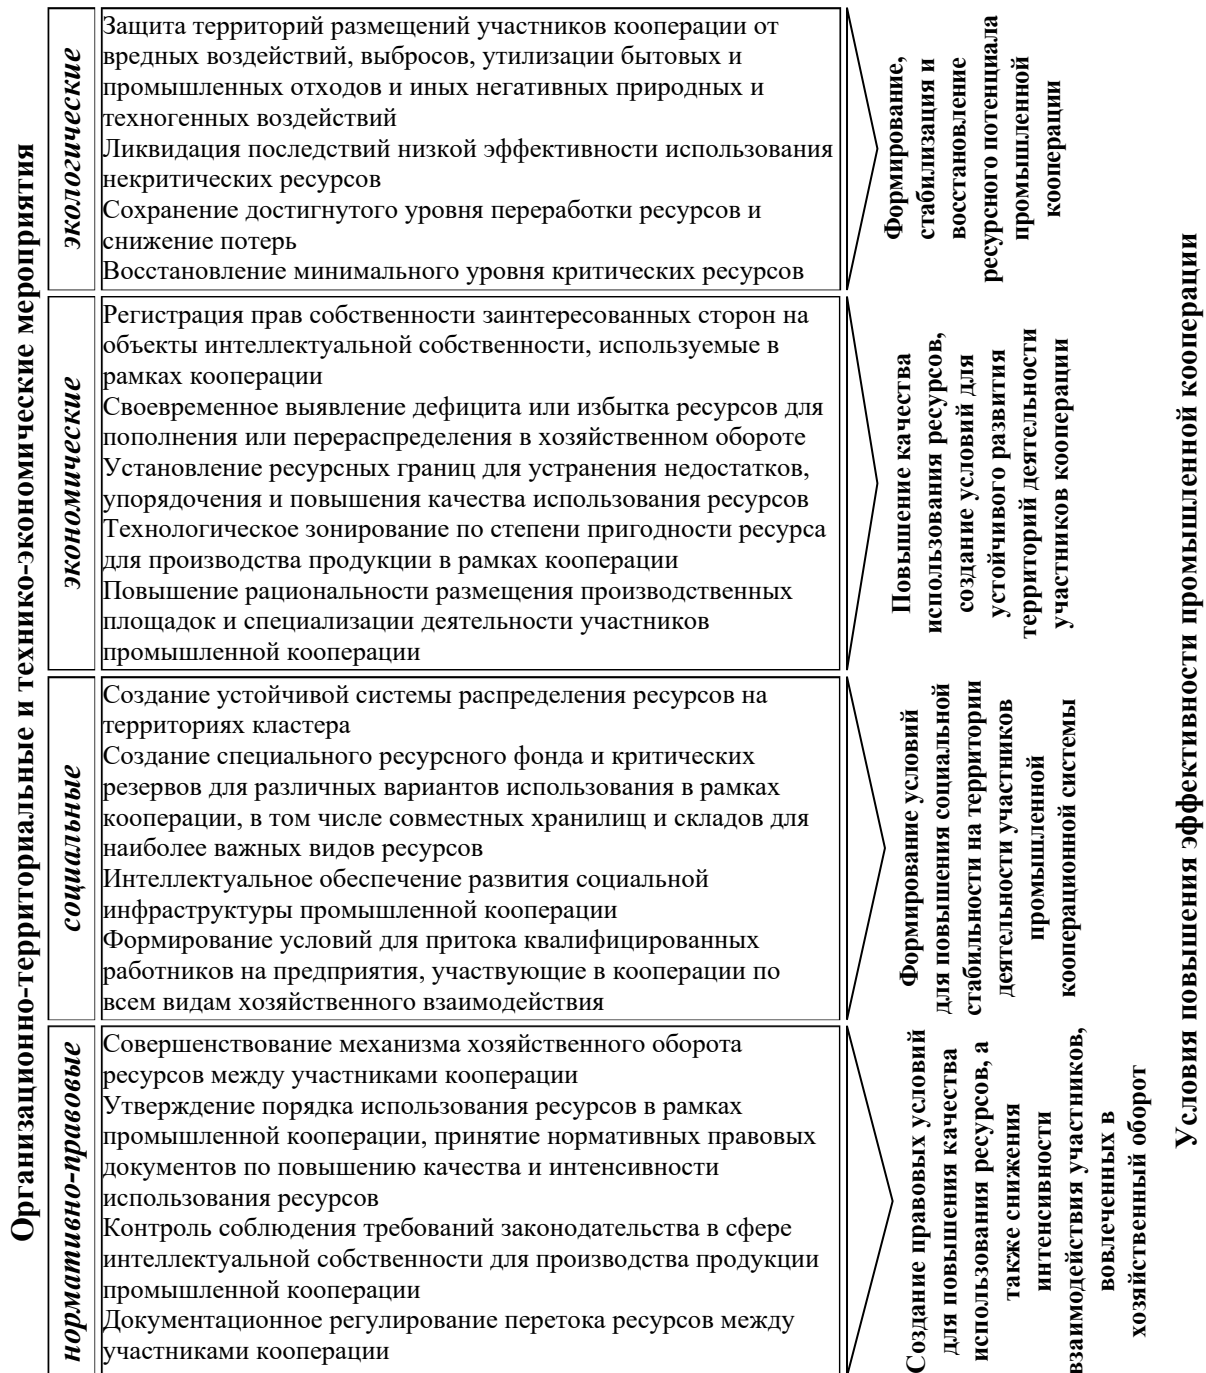 Организационно-территориальные и технико-экономические мероприятия
экологические
Защита территорий размещений участников кооперации от
вредных воздействий, выбросов, утилизации бытовых и
промышленных отходов и иных негативных природных и
техногенных воздействий
Ликвидация последствий низкой эффективности использования
некритических ресурсов
Сохранение достигнутого уровня переработки ресурсов и
снижение потерь
Восстановление минимального уровня критических ресурсов
Формирование,
стабилизация и
восстановление
ресурсного потенциала
промышленной
кооперации
экономические
Регистрация прав собственности заинтересованных сторон на
объекты интеллектуальной собственности, используемые в
рамках кооперации
Своевременное выявление дефицита или избытка ресурсов для
пополнения или перераспределения в хозяйственном обороте
Установление ресурсных границ для устранения недостатков,
упорядочения и повышения качества использования ресурсов
Технологическое зонирование по степени пригодности ресурса
для производства продукции в рамках кооперации
Повышение рациональности размещения производственных
площадок и специализации деятельности участников
промышленной кооперации
Повышение качества
использования ресурсов,
создание условий для
устойчивого развития
территорий деятельности
участников кооперации
социальные
Создание устойчивой системы распределения ресурсов на
территориях кластера
Создание специального ресурсного фонда и критических
резервов для различных вариантов использования в рамках
кооперации, в том числе совместных хранилищ и складов для
наиболее важных видов ресурсов
Интеллектуальное обеспечение развития социальной
инфраструктуры промышленной кооперации
Формирование условий для притока квалифицированных
работников на предприятия, участвующие в кооперации по
всем видам хозяйственного взаимодействия
Формирование условий
для повышения социальной
стабильности на территории
деятельности участников
промышленной
кооперационной системы
нормативно-правовые
Совершенствование механизма хозяйственного оборота
ресурсов между участниками кооперации
Утверждение порядка использования ресурсов в рамках
промышленной кооперации, принятие нормативных правовых
документов по повышению качества и интенсивности
использования ресурсов
Контроль соблюдения требований законодательства в сфере
интеллектуальной собственности для производства продукции
промышленной кооперации
Документационное регулирование перетока ресурсов между
участниками кооперации
Создание правовых условий
для повышения качества
использования ресурсов, а
также снижения
интенсивности
взаимодействия участников,
вовлеченных в
хозяйственный оборот
Условия повышения эффективности промышленной кооперации